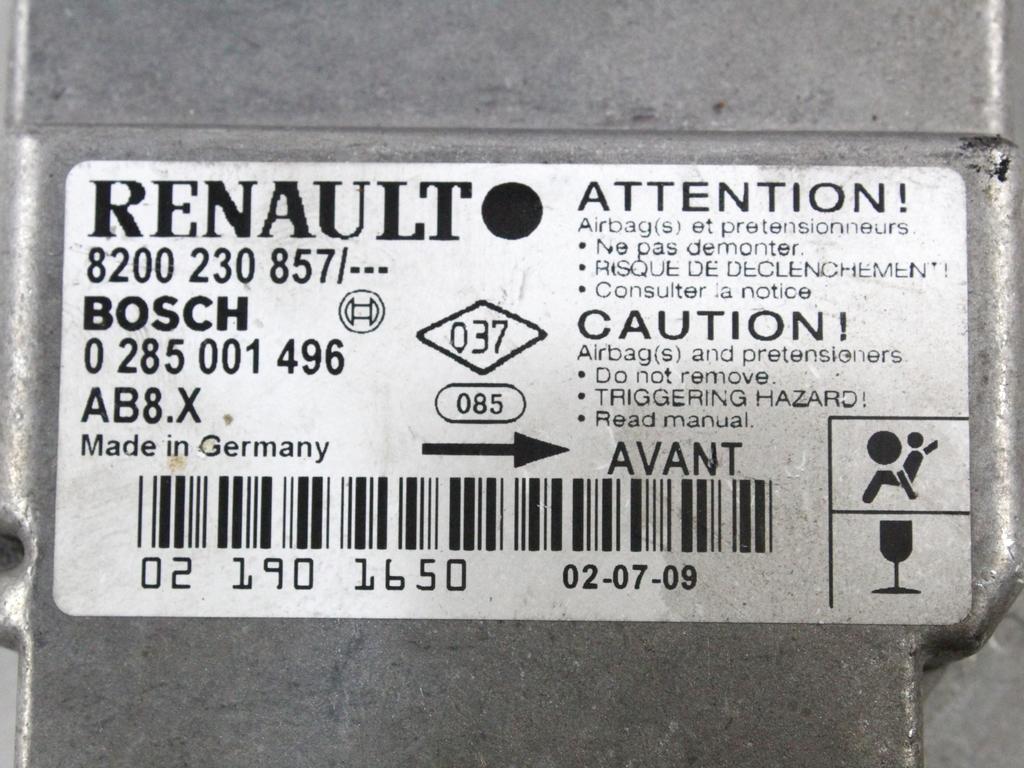 RENAULT
8200 230 857/---
BOSCH
0 285 001 496
AB8.X
Made in Germany
037
085
ATTENTION!
Airbag(s) et pretensionneurs.
• Ne pas demonter.
• RISQUE DE DECLENCHEMENT!
• Consulter la notice
CAUTION!
Airbag(s) and pretensioners.
• Do not remove.
• TRIGGERING HAZARD!
• Read manual.
AVANT
02 190 1650
02-07-09